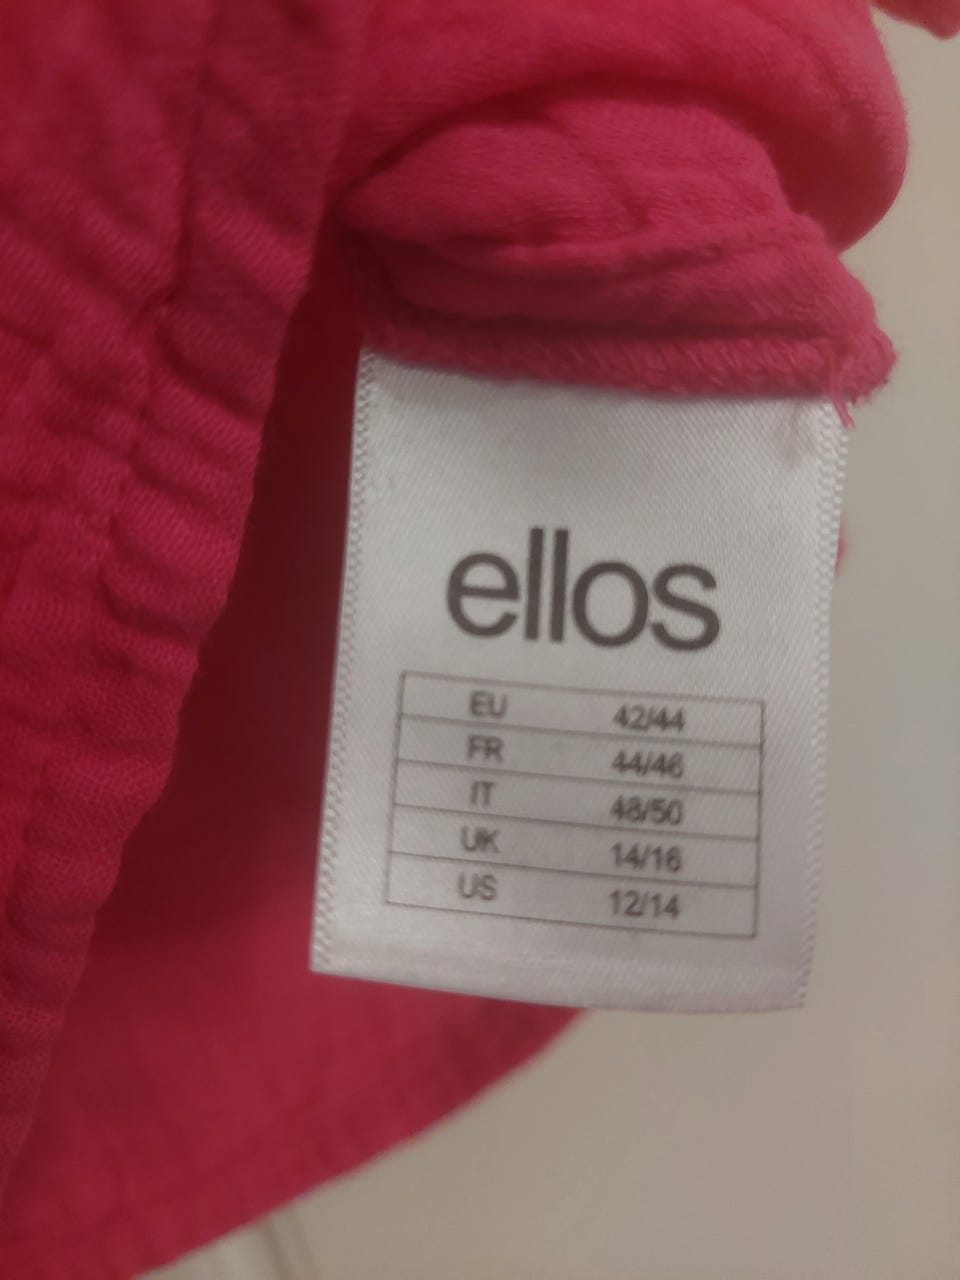 ellos
EU 42/44
FR 44/46
IT 48/50
UK 14/16
US 12/14